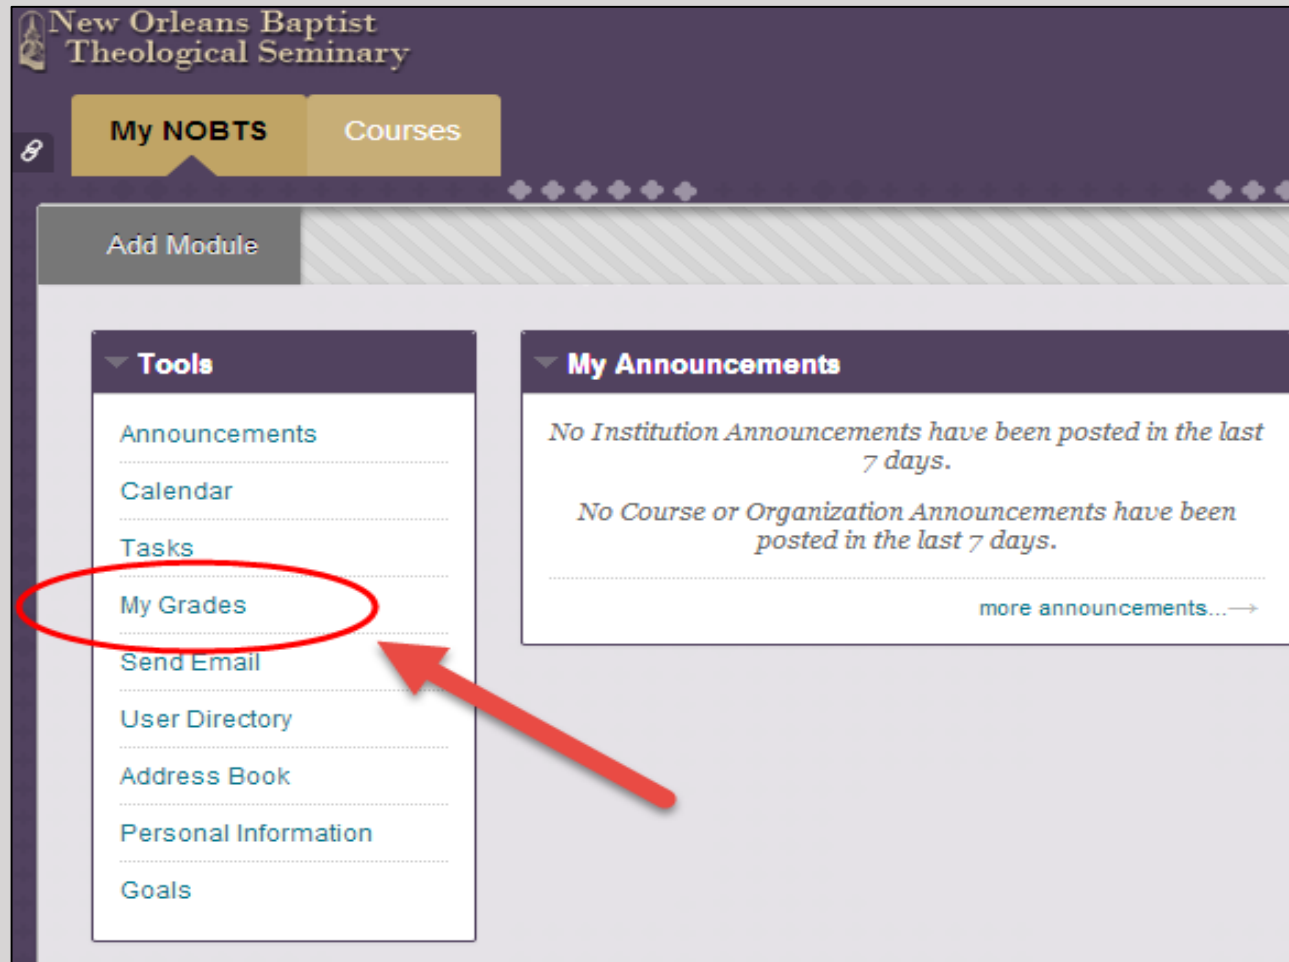 New Orleans Baptist
Theological Seminary
My NOBTS
Courses
Add Module
Tools
Announcements
Calendar
Tasks
My Grades
Send Email
User Directory
Address Book
Personal Information
Goals
My Announcements
No Institution Announcements have been posted in the last
7 days.
No Course or Organization Announcements have been
posted in the last 7 days.
more announcements...→